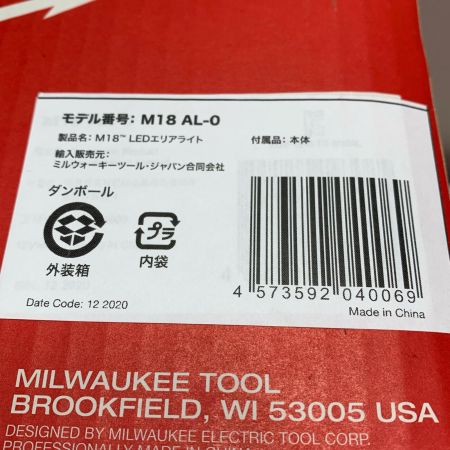 モデル番号: M18 AL-0
製品名: M18™ LEDエリアライト
付属品: 本体
輸入販売元:
ミルウォーキーツール・ジャパン合同会社
ダンボール
外装箱
プラ
内袋
4 573592 040069
Date Code: 12 2020
Made in China
MILWAUKEE TOOL
BROOKFIELD, WI 53005 USA
DESIGNED BY MILWAUKEE ELECTRIC TOOL CORP.
PROFESSIONALLY MADE IN CHINA